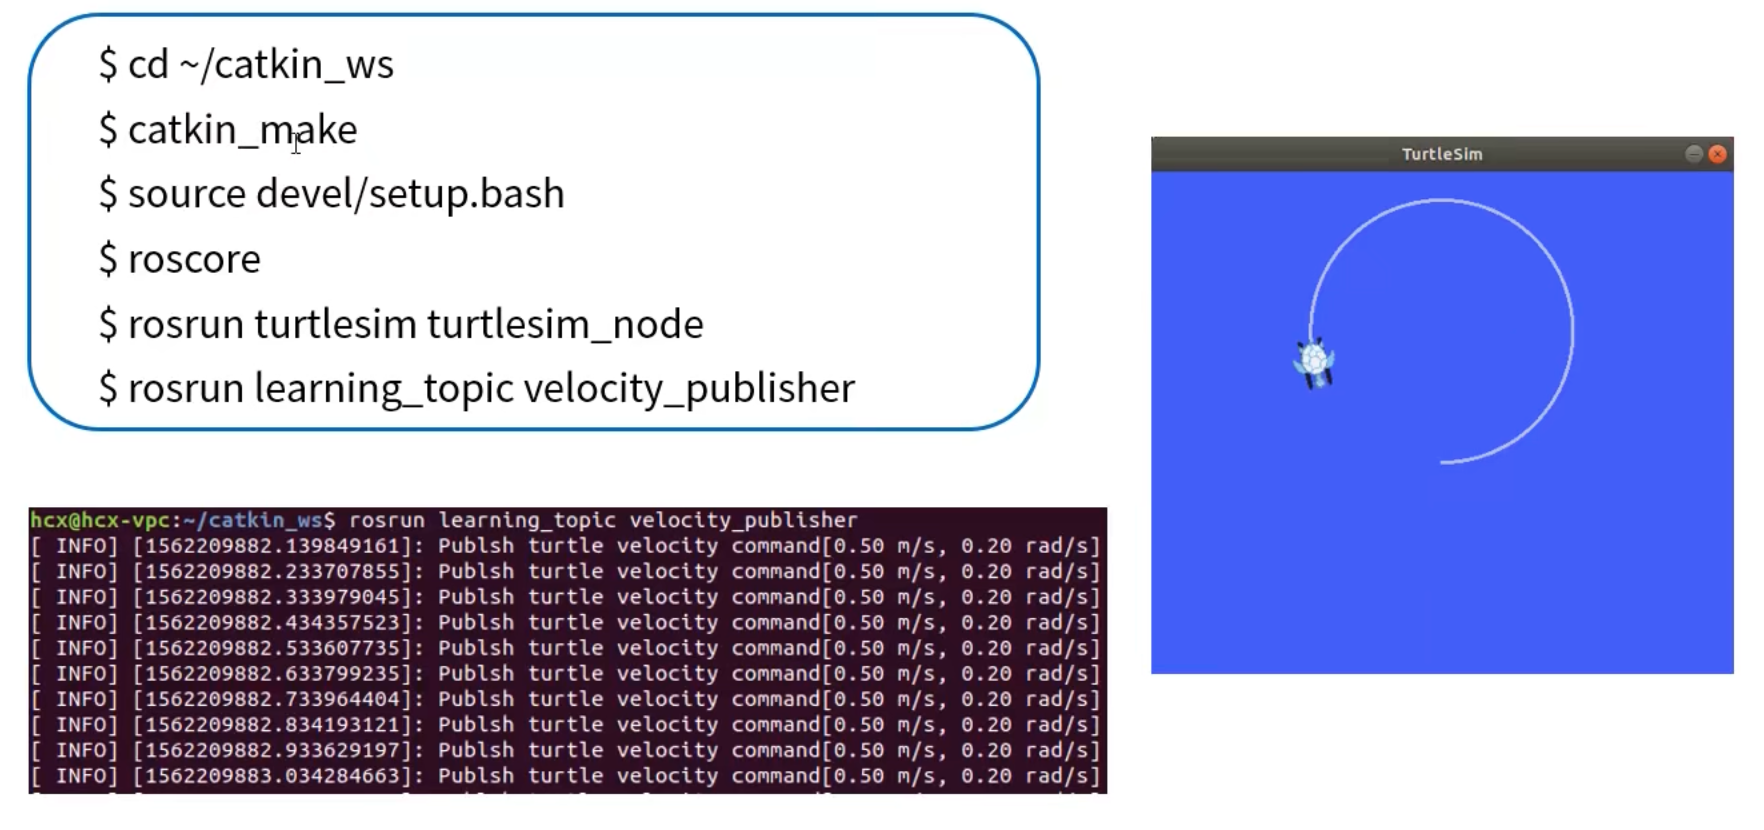 $ cd ~/catkin_ws
$ catkin_make
$ source devel/setup.bash
$ roscore
$ rosrun turtlesim turtlesim_node
$ rosrun learning_topic velocity_publisher
TurtleSim
hcx@hcx-vpc:~/catkin_ws$ rosrun learning_topic velocity_publisher
[ INFO] [1562209882.139849161]: Publsh turtle velocity command[0.50 m/s, 0.20 rad/s]
[ INFO] [1562209882.233707855]: Publsh turtle velocity command[0.50 m/s, 0.20 rad/s]
[ INFO] [1562209882.333979045]: Publsh turtle velocity command[0.50 m/s, 0.20 rad/s]
[ INFO] [1562209882.434357523]: Publsh turtle velocity command[0.50 m/s, 0.20 rad/s]
[ INFO] [1562209882.533607735]: Publsh turtle velocity command[0.50 m/s, 0.20 rad/s]
[ INFO] [1562209882.633799235]: Publsh turtle velocity command[0.50 m/s, 0.20 rad/s]
[ INFO] [1562209882.733964404]: Publsh turtle velocity command[0.50 m/s, 0.20 rad/s]
[ INFO] [1562209882.834193121]: Publsh turtle velocity command[0.50 m/s, 0.20 rad/s]
[ INFO] [1562209882.933629197]: Publsh turtle velocity command[0.50 m/s, 0.20 rad/s]
[ INFO] [1562209883.034284663]: Publsh turtle velocity command[0.50 m/s, 0.20 rad/s]